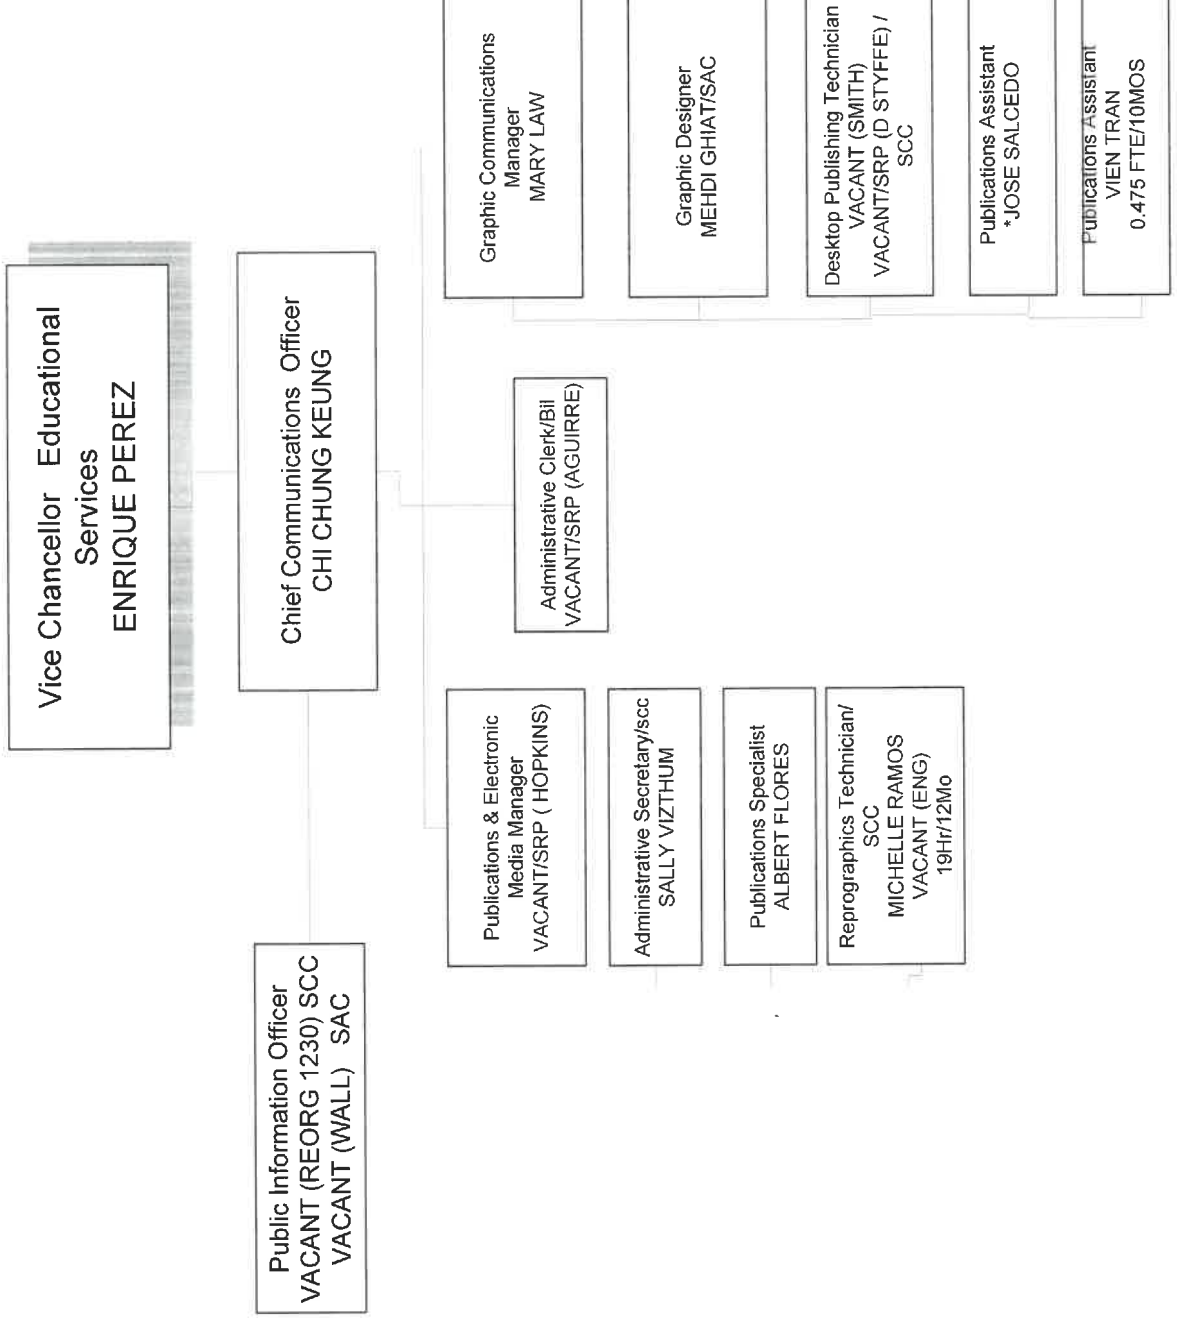 Vice Chancellor Educational
Services
ENRIQUE PEREZ
Chief Communications Officer
CHI CHUNG KEUNG
Public Information Officer
VACANT (REORG 1230) SCC
VACANT (WALL) SAC
Publications & Electronic
Media Manager
VACANT/SRP ( HOPKINS)
Administrative Secretary/scc
SALLY VIZTHUM
Publications Specialist
ALBERT FLORES
Reprographics Technician/
SCC
MICHELLE RAMOS
VACANT (ENG)
19Hr/12Mo
Administrative Clerk/Bil
VACANT/SRP (AGUIRRE)
Graphic Communications
Manager
MARY LAW
Graphic Designer
MEHDI GHIAT/SAC
Desktop Publishing Technician
VACANT (SMITH)
VACANT/SRP (D STYFFE) /
SCC
Publications Assistant
*JOSE SALCEDO
Publications Assistant
VIEN TRAN
0.475 FTE/10MOS